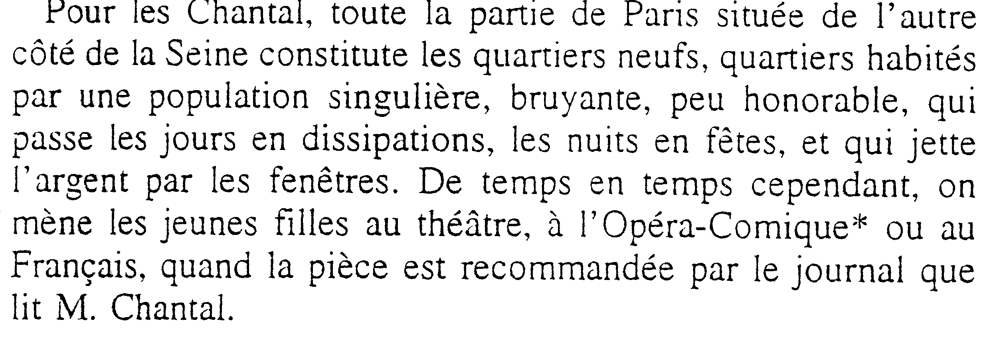 Pour les Chantal, toute la partie de Paris située de l'autre
côté de la Seine constitute les quartiers neufs, quartiers habités
par une population singulière, bruyante, peu honorable, qui
passe les jours en dissipations, les nuits en fêtes, et qui jette
l'argent par les fenêtres. De temps en temps cependant, on
mène les jeunes filles au théâtre, à l'Opéra-Comique* ou au
Français, quand la pièce est recommandée par le journal que
lit M. Chantal.